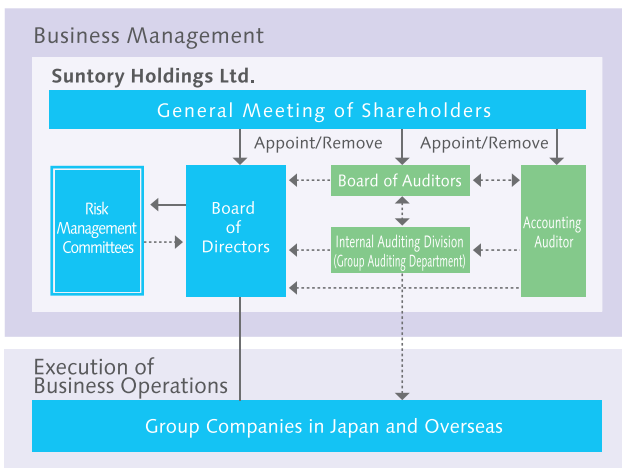 Business Management
Suntory Holdings Ltd.
General Meeting of Shareholders
Appoint/Remove
Appoint/Remove
Risk
Management
Committees
Board
of
Directors
Board of Auditors
Internal Auditing Division
(Group Auditing Department)
Accounting
Auditor
Execution of
Business Operations
Group Companies in Japan and Overseas